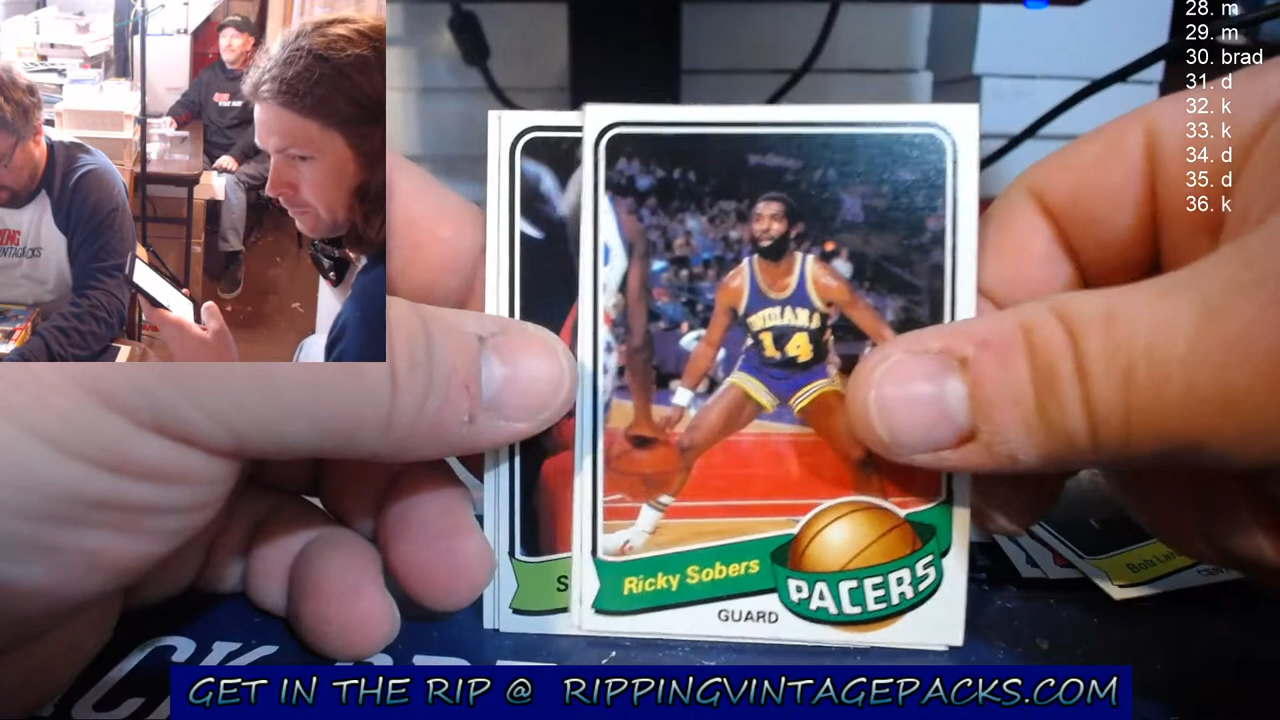 28. m
29. m
30. brad
31. d
32. k
33. k
34. d
35. d
36. k
INDIANA
14
Ricky Sobers
PACERS
GUARD
S
Bob
GET IN THE RIP @ RIPPINGVINTAGEPACKS.COM